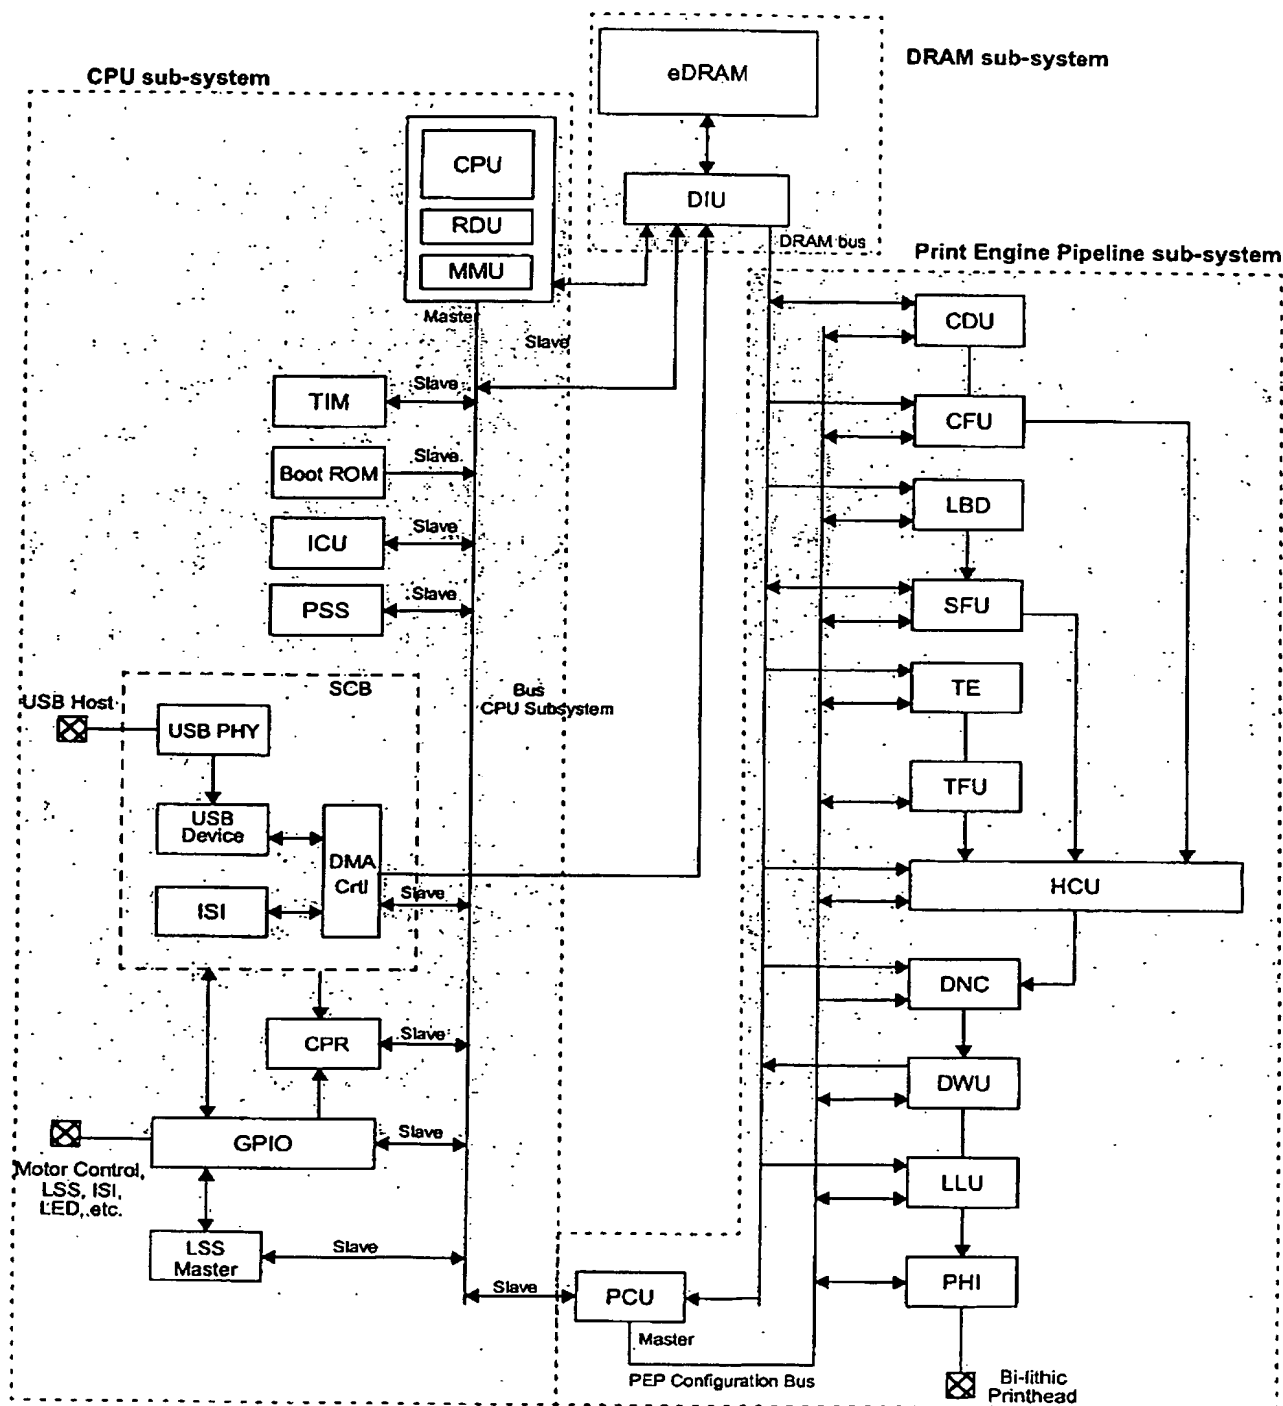 CPU sub-system
DRAM sub-system
eDRAM
DIU
DRAM bus
CPU
RDU
MMU
Master
Slave
Print Engine Pipeline sub-system
CDU
CFU
LBD
SFU
TE
TFU
HCU
DNC
DWU
LLU
PHI
Bi-lithic
Printhead
TIM
Slave
Boot ROM
Slave
ICU
Slave
PSS
Slave
Bus
CPU Subsystem
SCB
USB Host
USB PHY
USB
Device
DMA
Crtl
ISI
Slave
CPR
Slave
GPIO
Slave
Motor Control,
LSS, ISI,
LED, etc.
LSS
Master
Slave
Slave
PCU
Master
PEP Configuration Bus